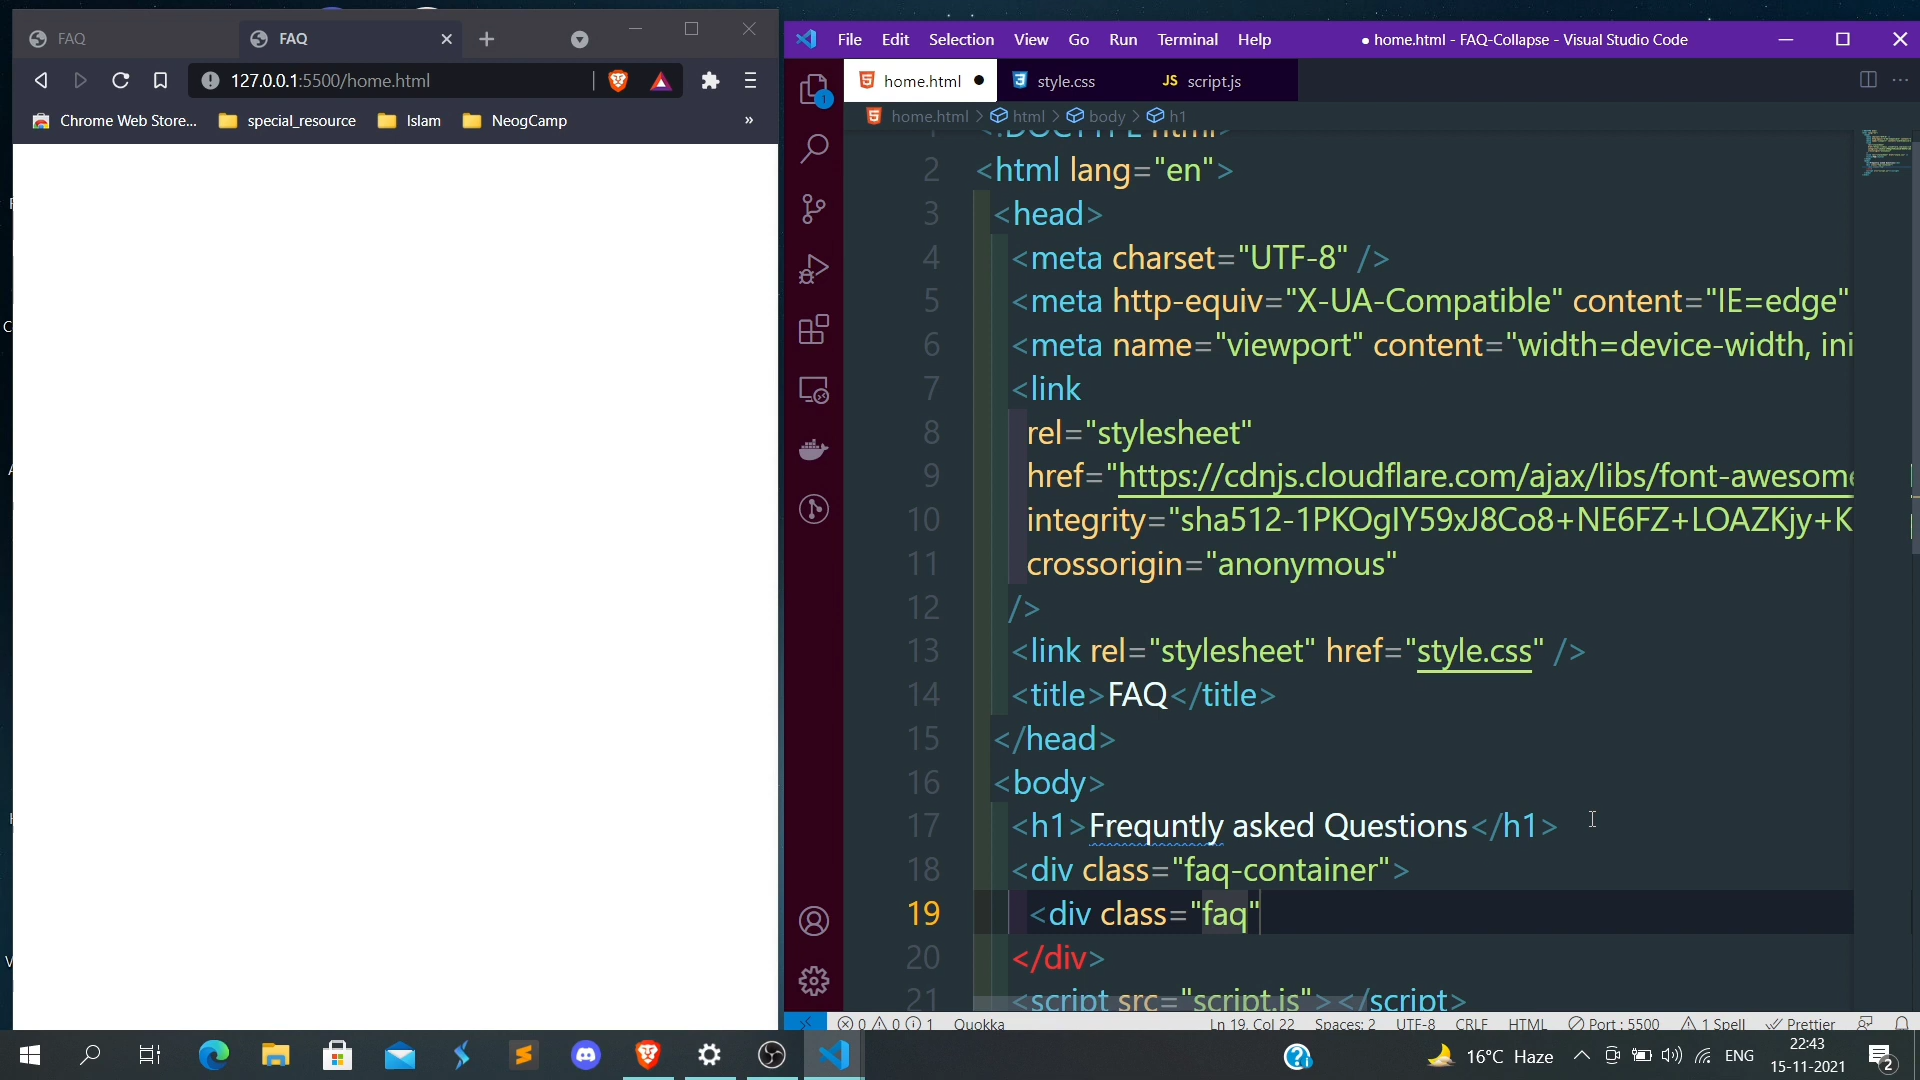 FAQ
FAQ
127.0.0.1:5500/home.html
Chrome Web Store...
special_resource
Islam
NeogCamp
»
File Edit Selection View Go Run Terminal Help
● home.html - FAQ-Collapse - Visual Studio Code
home.html ●
style.css
JS script.js
home.html > html > body > h1
1 <!DOCTYPE html>
2 <html lang="en">
3 <head>
4 <meta charset="UTF-8" />
5 <meta http-equiv="X-UA-Compatible" content="IE=edge"
6 <meta name="viewport" content="width=device-width, ini
7 <link
8 rel="stylesheet"
9 href="https://cdnjs.cloudflare.com/ajax/libs/font-awesome
10 integrity="sha512-1PKOgIY59xJ8Co8+NE6FZ+LOAZKjy+K
11 crossorigin="anonymous"
12 />
13 <link rel="stylesheet" href="style.css" />
14 <title>FAQ</title>
15 </head>
16 <body>
17 <h1>Frequntly asked Questions</h1>
18 <div class="faq-container">
19 <div class="faq"
20 </div>
21 <script src="script.js"></script>
0 0 1 Quokka
Ln 19, Col 22 Spaces: 2 UTF-8 CRLF HTML Port : 5500 1 Spell Prettier
16°C Haze
ENG
22:43
15-11-2021
2